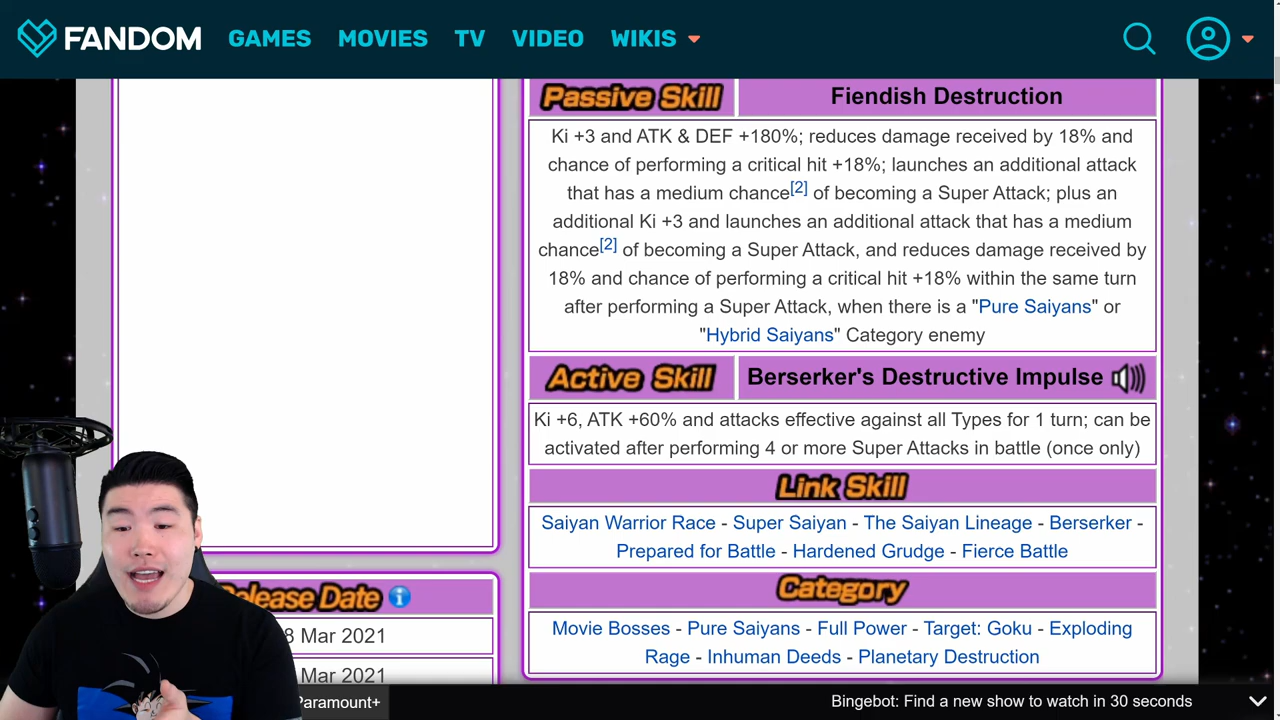 FANDOM GAMES MOVIES TV VIDEO WIKIS
Passive Skill
Fiendish Destruction
Ki +3 and ATK & DEF +180%; reduces damage received by 18% and
chance of performing a critical hit +18%; launches an additional attack
that has a medium chance[2] of becoming a Super Attack; plus an
additional Ki +3 and launches an additional attack that has a medium
chance[2] of becoming a Super Attack, and reduces damage received by
18% and chance of performing a critical hit +18% within the same turn
after performing a Super Attack, when there is a "Pure Saiyans" or
"Hybrid Saiyans" Category enemy
Active Skill
Berserker's Destructive Impulse
Ki +6, ATK +60% and attacks effective against all Types for 1 turn; can be
activated after performing 4 or more Super Attacks in battle (once only)
Link Skill
Saiyan Warrior Race - Super Saiyan - The Saiyan Lineage - Berserker -
Prepared for Battle - Hardened Grudge - Fierce Battle
Category
Movie Bosses - Pure Saiyans - Full Power - Target: Goku - Exploding
Rage - Inhuman Deeds - Planetary Destruction
Release Date
8 Mar 2021
Mar 2021
Paramount+
Bingebot: Find a new show to watch in 30 seconds